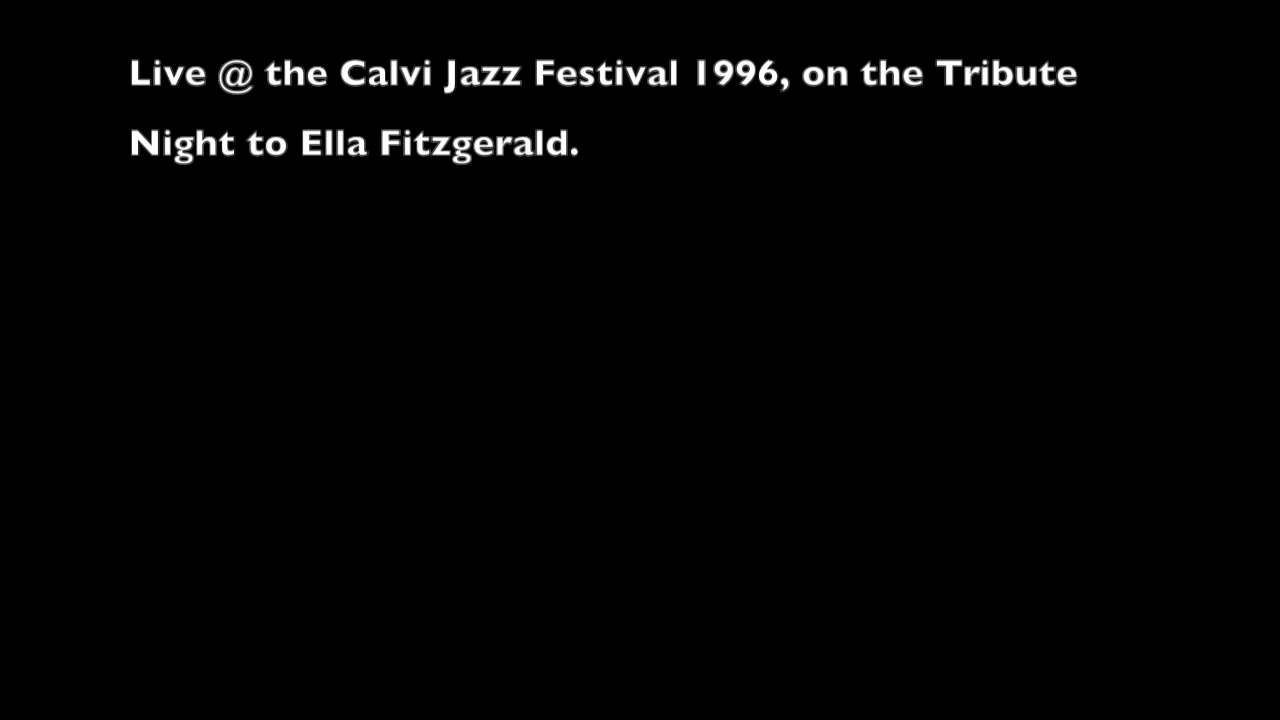 Live @ the Calvi Jazz Festival 1996, on the Tribute
Night to Ella Fitzgerald.